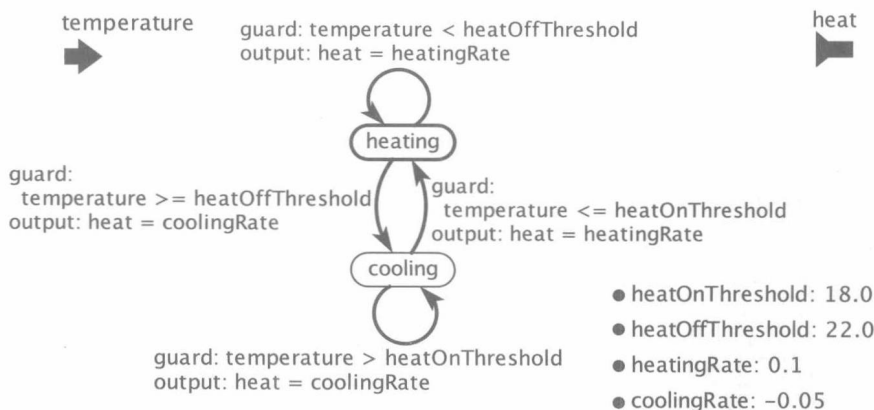 temperature
heat
guard: temperature < heatOffThreshold
output: heat = heatingRate
heating
guard:
temperature >= heatOffThreshold
output: heat = coolingRate
guard:
temperature <= heatOnThreshold
output: heat = heatingRate
cooling
guard: temperature > heatOnThreshold
output: heat = coolingRate
● heatOnThreshold: 18.0
● heatOffThreshold: 22.0
● heatingRate: 0.1
● coolingRate: -0.05